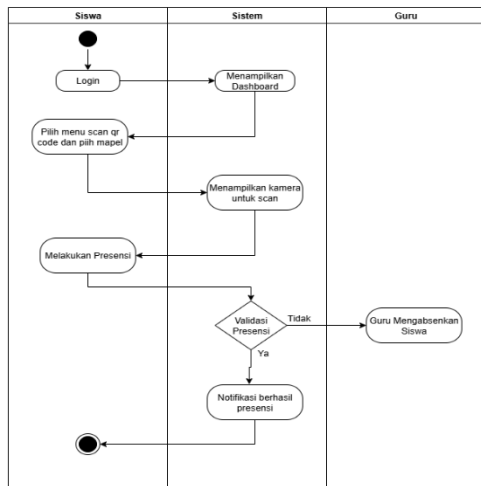 Siswa
Sistem
Guru
Login
Menampilkan
Dashboard
Pilih menu scan qr
code dan piih mapel
Menampilkan kamera
untuk scan
Melakukan Presensi
Validasi
Presensi
Tidak
Guru Mengabsenkan
Siswa
Ya
Notifikasi berhasil
presensi